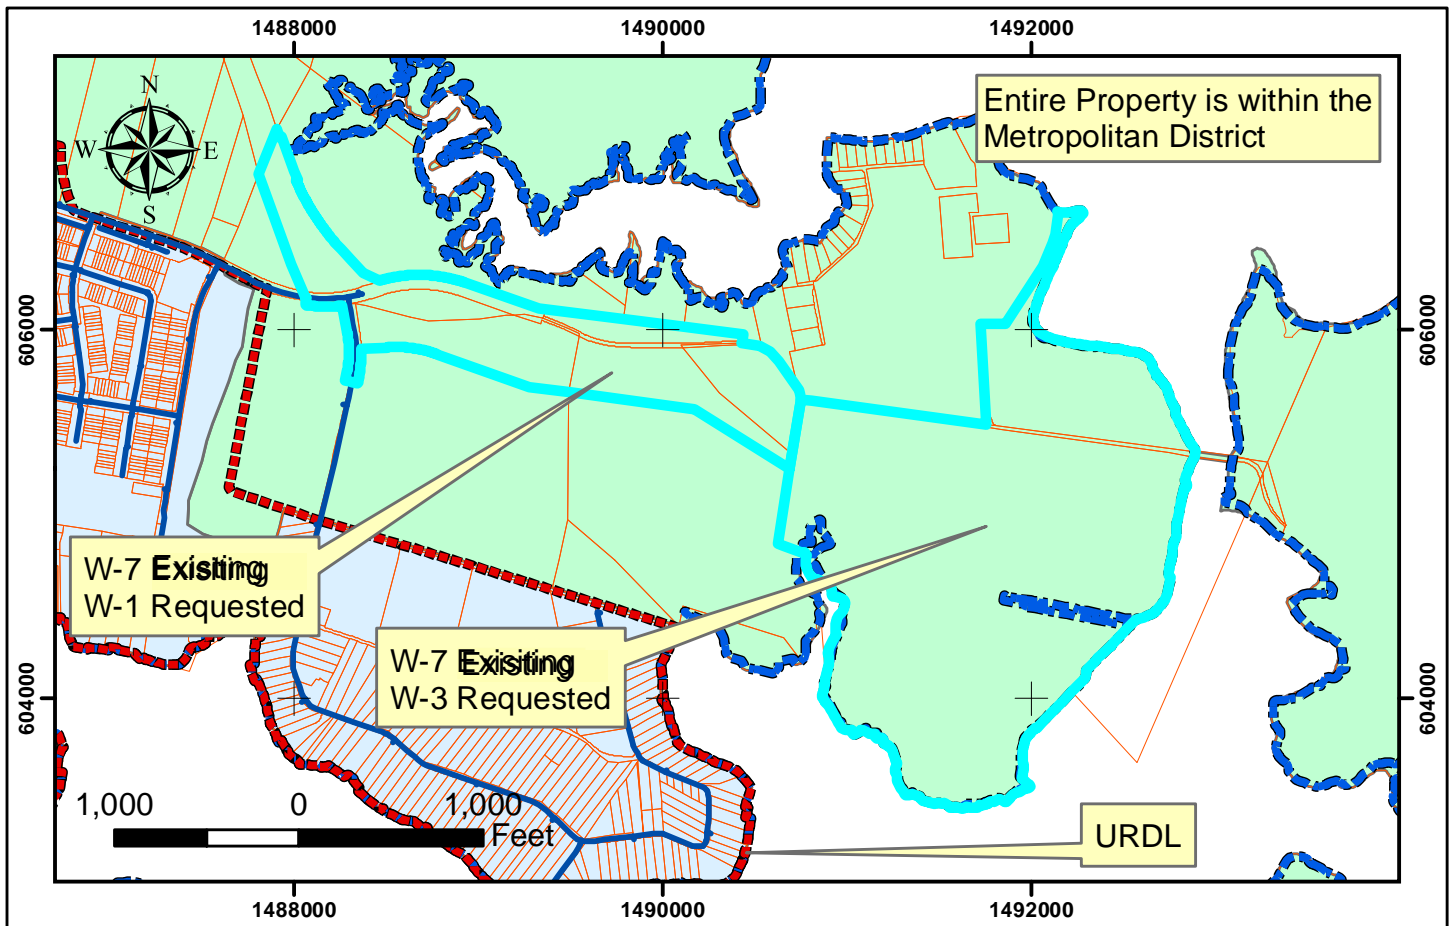 1488000 1490000 1492000
N
W E
S
Entire Property is within the
Metropolitan District
606000 606000
W-7 Existing
W-1 Requested
W-7 Existing
W-3 Requested
604000 604000
1,000 0 1,000
Feet
URDL
1488000 1490000 1492000